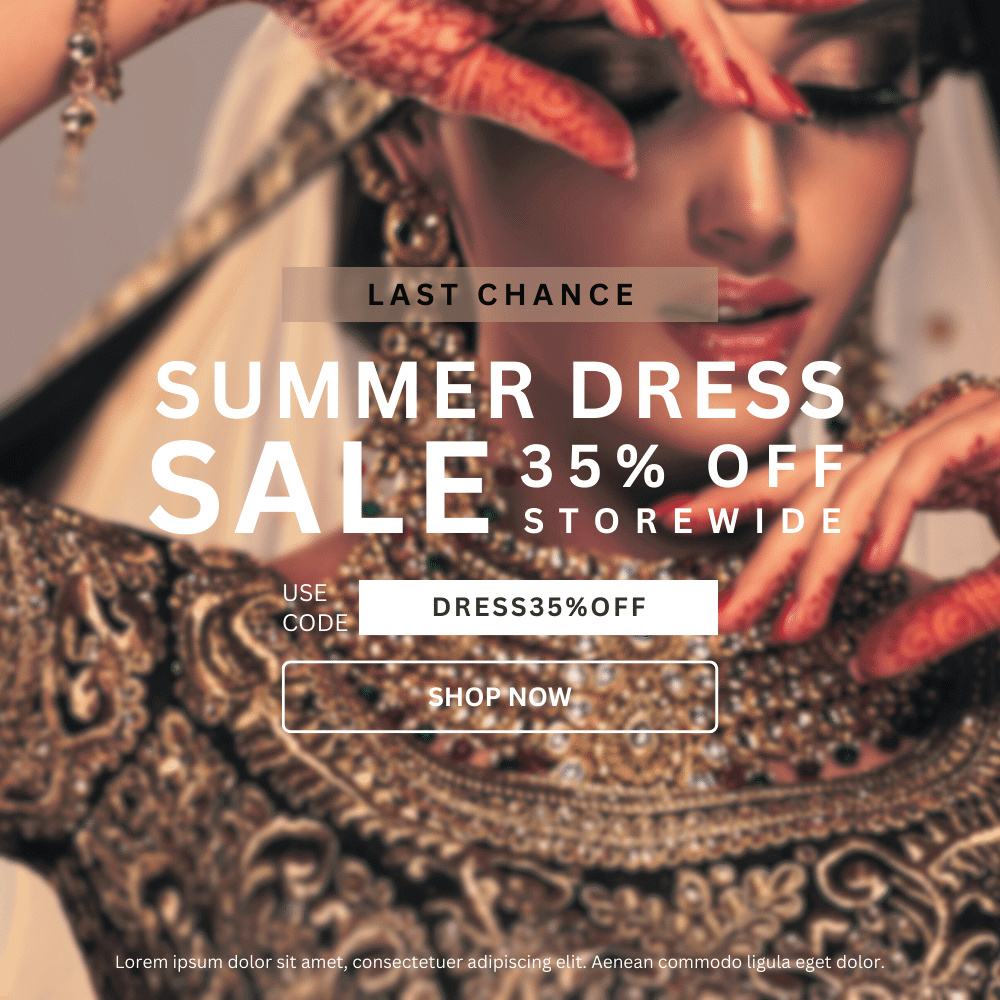 LAST CHANCE
SUMMER DRESS
SALE
35% OFF
STOREWIDE
USE
CODE
DRESS35%OFF
SHOP NOW
Lorem ipsum dolor sit amet, consectetuer adipiscing elit. Aenean commodo ligula eget dolor.